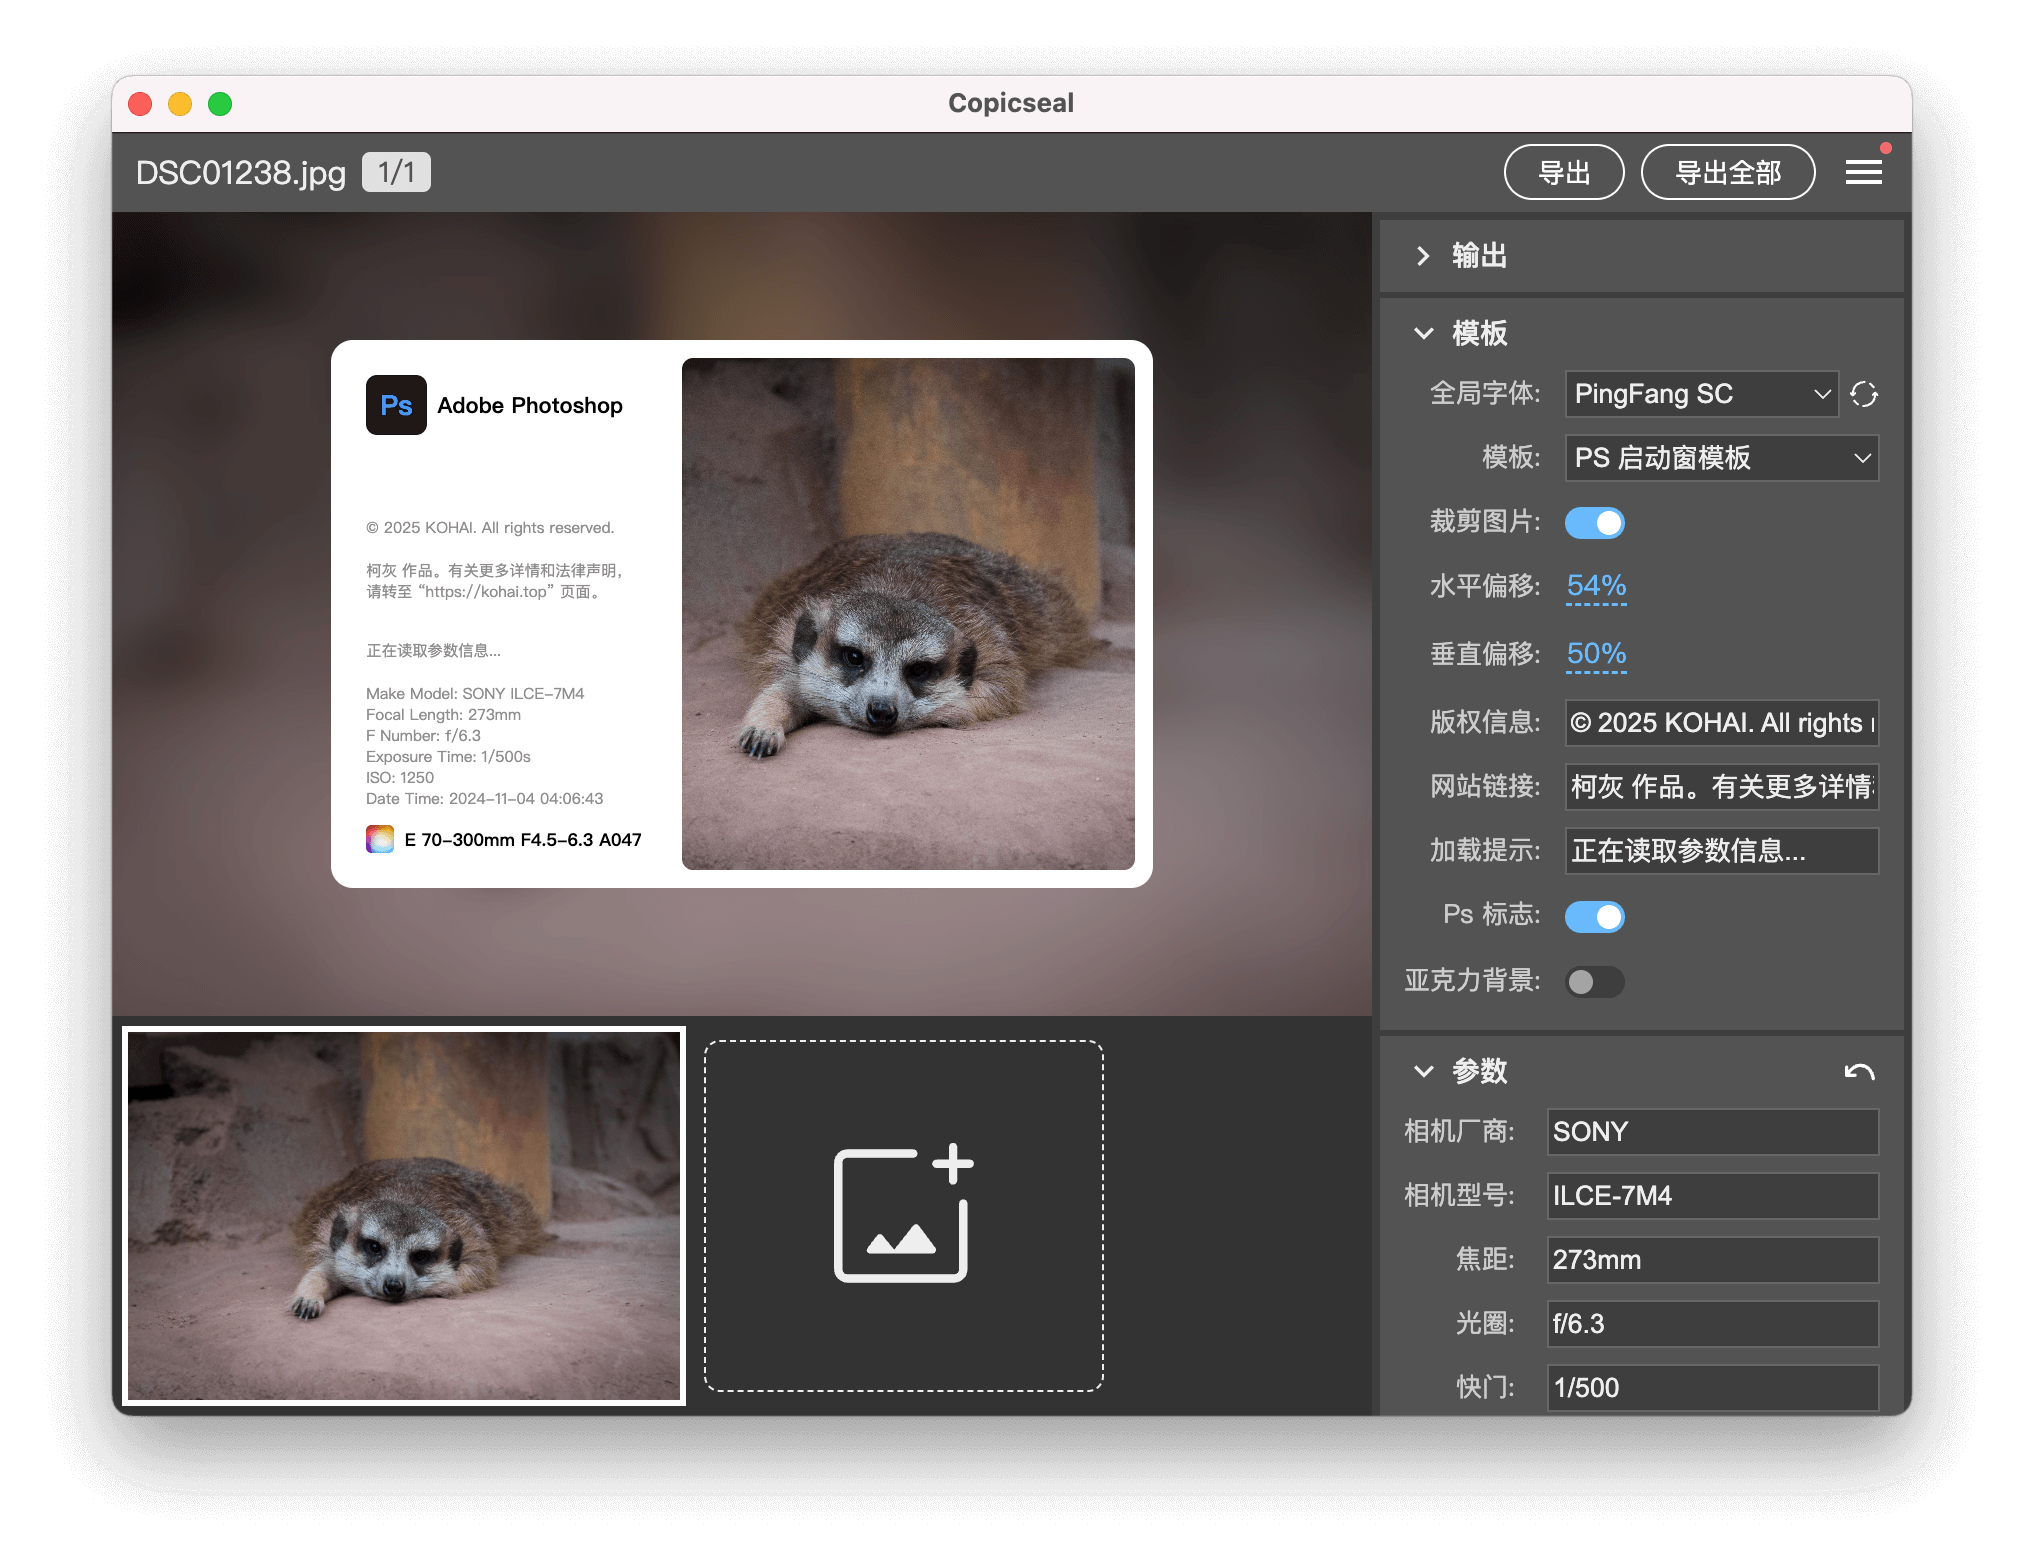 Copicseal
DSC01238.jpg 1/1
导出 导出全部
Ps Adobe Photoshop
© 2025 KOHAI. All rights reserved.
柯灰 作品。有关更多详情和法律声明，
请转至 “https://kohai.top” 页面。
正在读取参数信息...
Make Model: SONY ILCE-7M4
Focal Length: 273mm
F Number: f/6.3
Exposure Time: 1/500s
ISO: 1250
Date Time: 2024-11-04 04:06:43
E 70-300mm F4.5-6.3 A047
输出
模板
全局字体: PingFang SC
模板: PS 启动窗模板
裁剪图片:
水平偏移: 54%
垂直偏移: 50%
版权信息: © 2025 KOHAI. All rights
网站链接: 柯灰 作品。有关更多详情
加载提示: 正在读取参数信息...
Ps 标志:
亚克力背景:
参数
相机厂商: SONY
相机型号: ILCE-7M4
焦距: 273mm
光圈: f/6.3
快门: 1/500